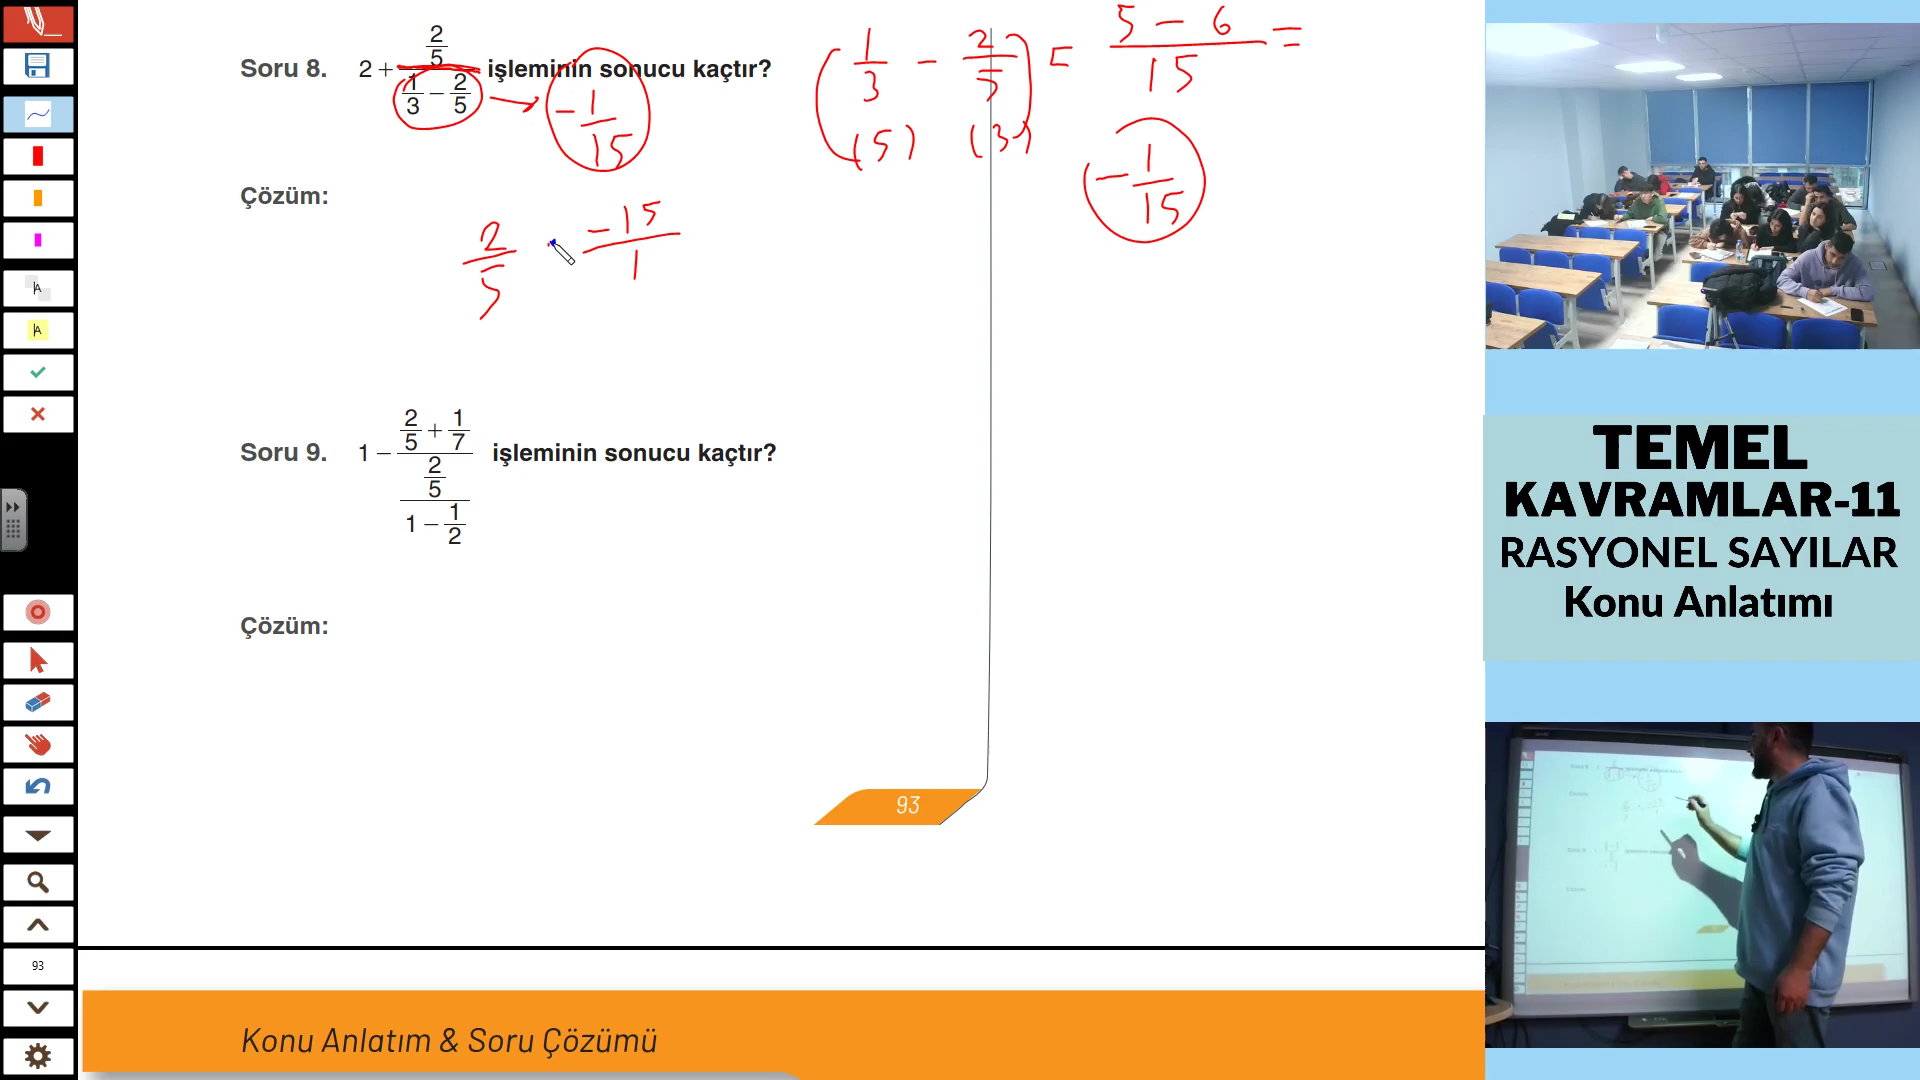 Soru 8. 2 + 2/5 / (1/3 − 2/5) işleminin sonucu kaçtır?
− 1/15
(1/3 − 2/5) = (5 − 6)/15 =
(5) (3)
− 1/15
Çözüm:
2/5 · −15/1
Soru 9. 1 − (2/5 + 1/7) / (2/5 / (1 − 1/2)) işleminin sonucu kaçtır?
Çözüm:
93
Konu Anlatım & Soru Çözümü
93
TEMEL
KAVRAMLAR-11
RASYONEL SAYILAR
Konu Anlatımı